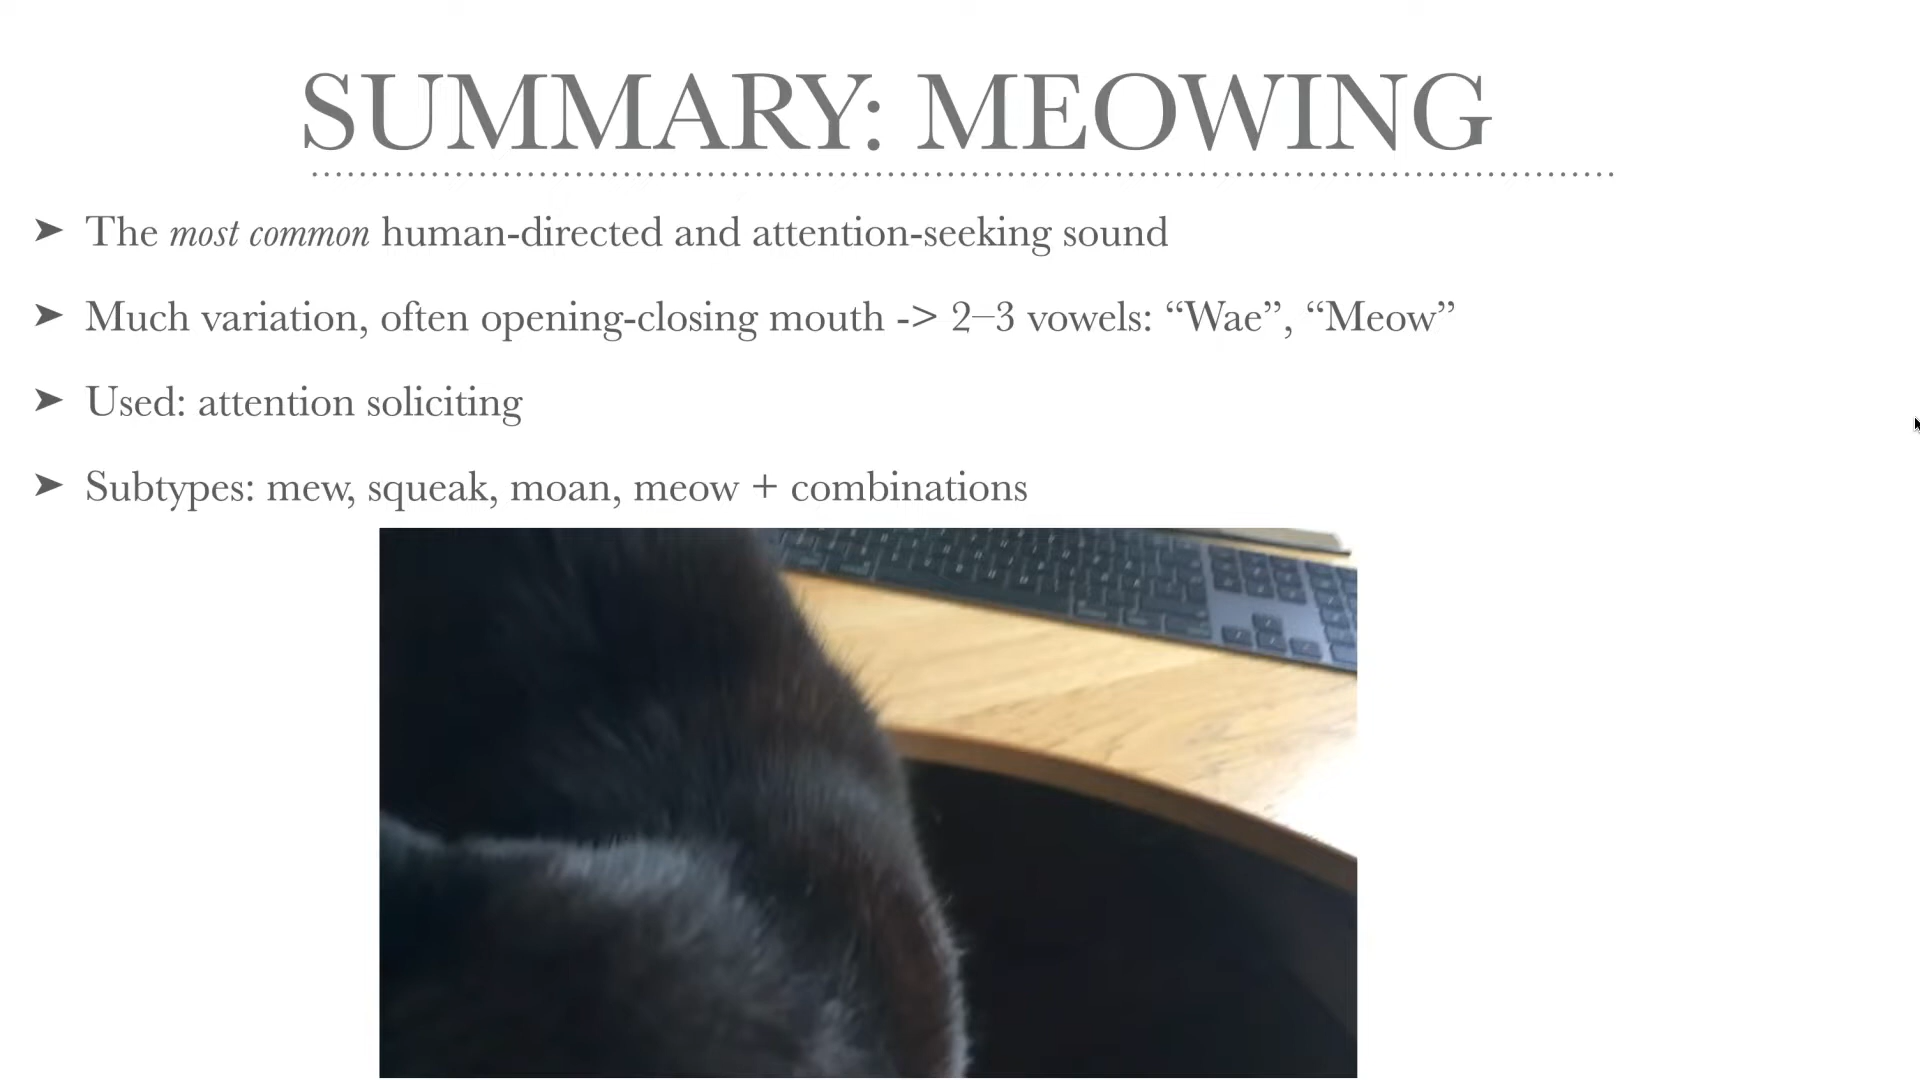 SUMMARY: MEOWING
➤ The most common human-directed and attention-seeking sound
➤ Much variation, often opening-closing mouth -> 2–3 vowels: “Wae”, “Meow”
➤ Used: attention soliciting
➤ Subtypes: mew, squeak, moan, meow + combinations